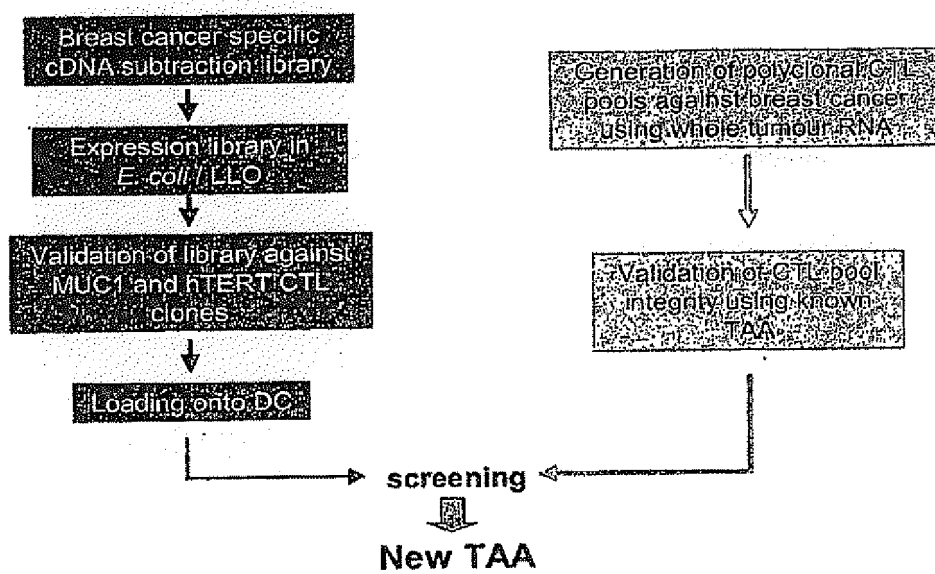 Breast cancer specific
cDNA subtraction library
Expression library in
E. coli / LLO
Validation of library against
MUC1 and hTERT CTL
clones
Loading onto DC
Generation of polyclonal CTL
pools against breast cancer
using whole tumour RNA
Validation of CTL pool
integrity using known
TAA
screening
New TAA